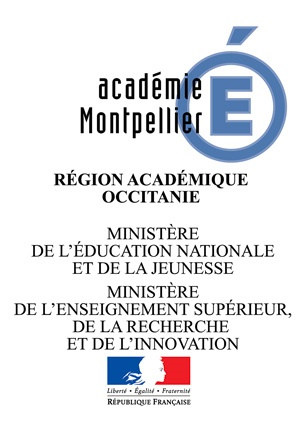 académie
Montpellier
É
RÉGION ACADÉMIQUE
OCCITANIE
MINISTÈRE
DE L’ÉDUCATION NATIONALE
ET DE LA JEUNESSE
MINISTÈRE
DE L’ENSEIGNEMENT SUPÉRIEUR,
DE LA RECHERCHE
ET DE L’INNOVATION
Liberté • Égalité • Fraternité
RÉPUBLIQUE FRANÇAISE